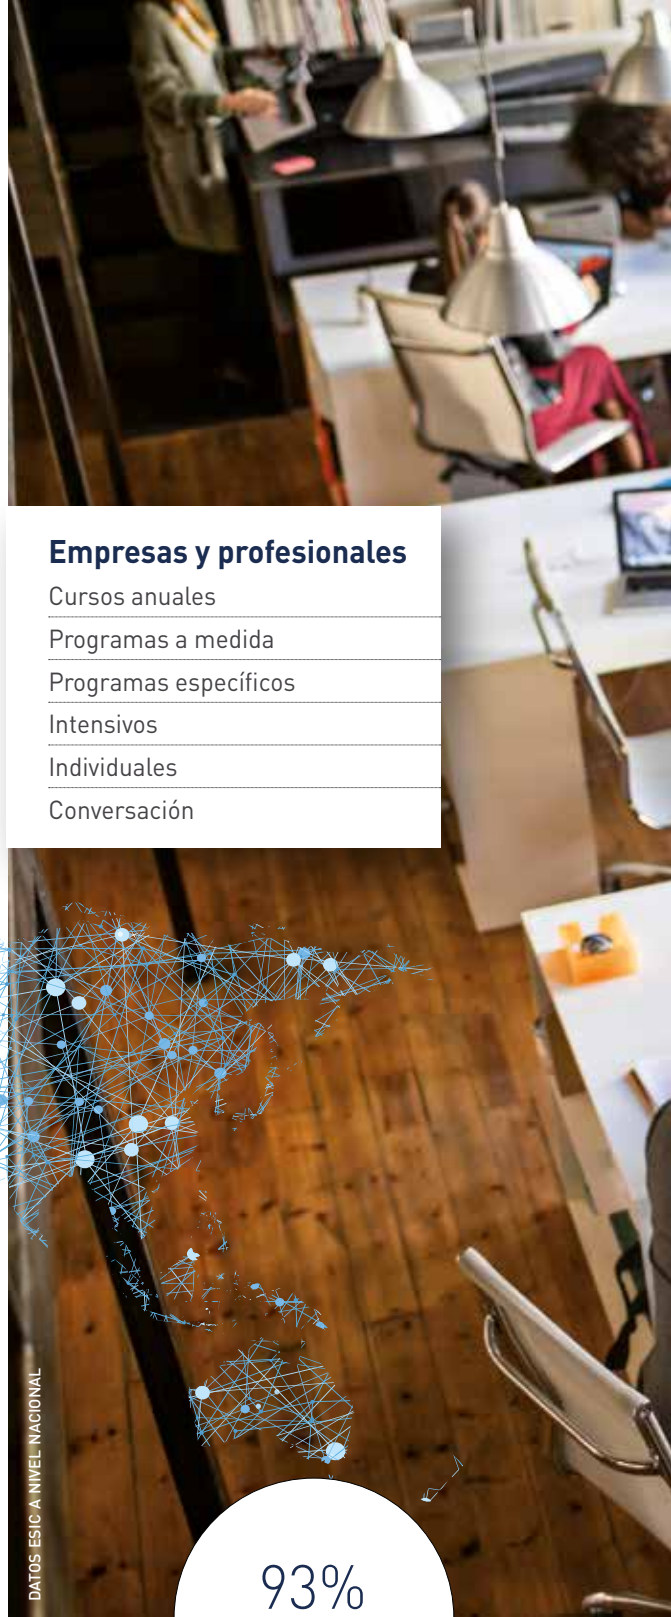 Empresas y profesionales
Cursos anuales
Programas a medida
Programas específicos
Intensivos
Individuales
Conversación
DATOS ESIC A NIVEL NACIONAL
93%